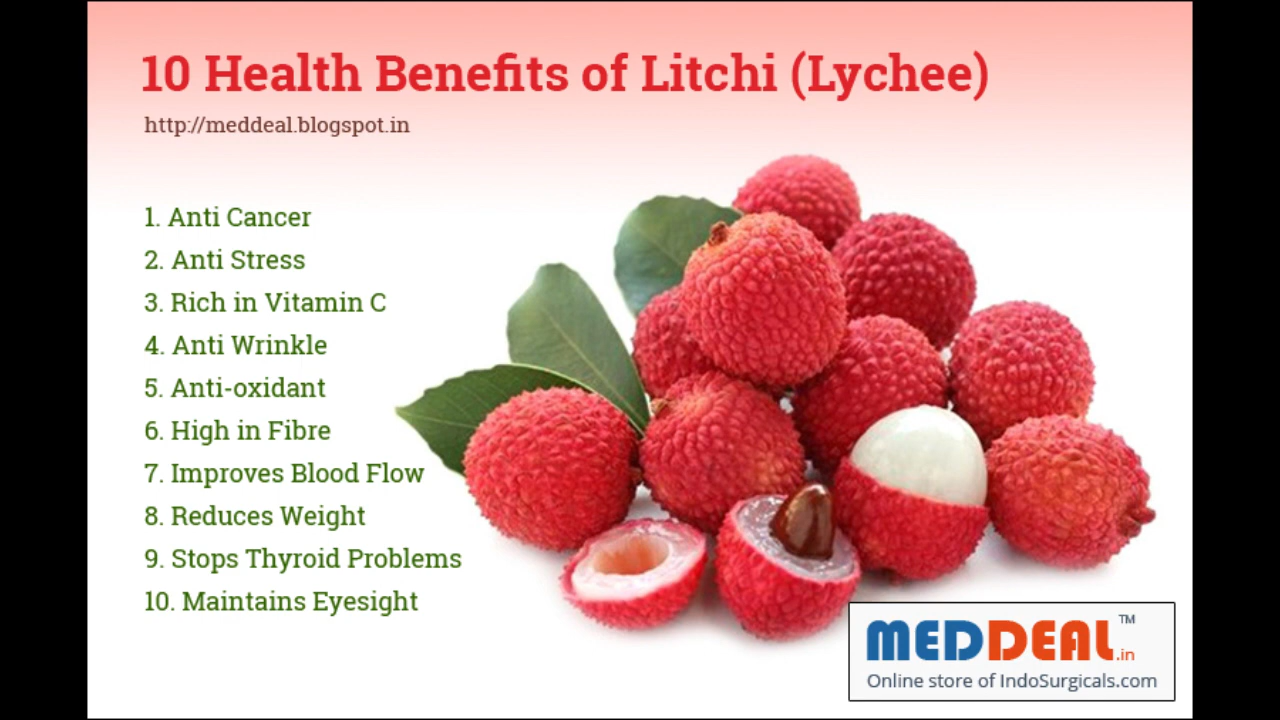 10 Health Benefits of Litchi (Lychee)
http://meddeal.blogspot.in
1. Anti Cancer
2. Anti Stress
3. Rich in Vitamin C
4. Anti Wrinkle
5. Anti-oxidant
6. High in Fibre
7. Improves Blood Flow
8. Reduces Weight
9. Stops Thyroid Problems
10. Maintains Eyesight
MEDDEAL.in™
Online store of IndoSurgicals.com